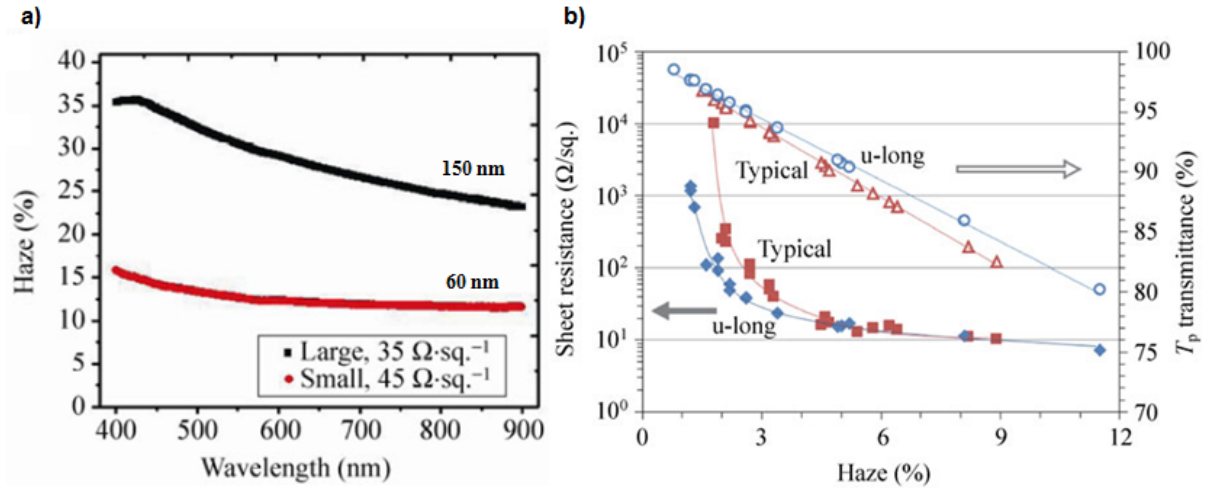 a)
Haze (%)
40
35
30
25
20
15
10
5
0
150 nm
60 nm
Large, 35 Ω·sq.⁻¹
Small, 45 Ω·sq.⁻¹
400 500 600 700 800 900
Wavelength (nm)
b)
Sheet resistance (Ω/sq.)
10⁵
10⁴
10³
10²
10¹
10⁰
Typical
u-long
Typical
u-long
100
95
90
85
80
75
70
Tₚ transmittance (%)
0 3 6 9 12
Haze (%)